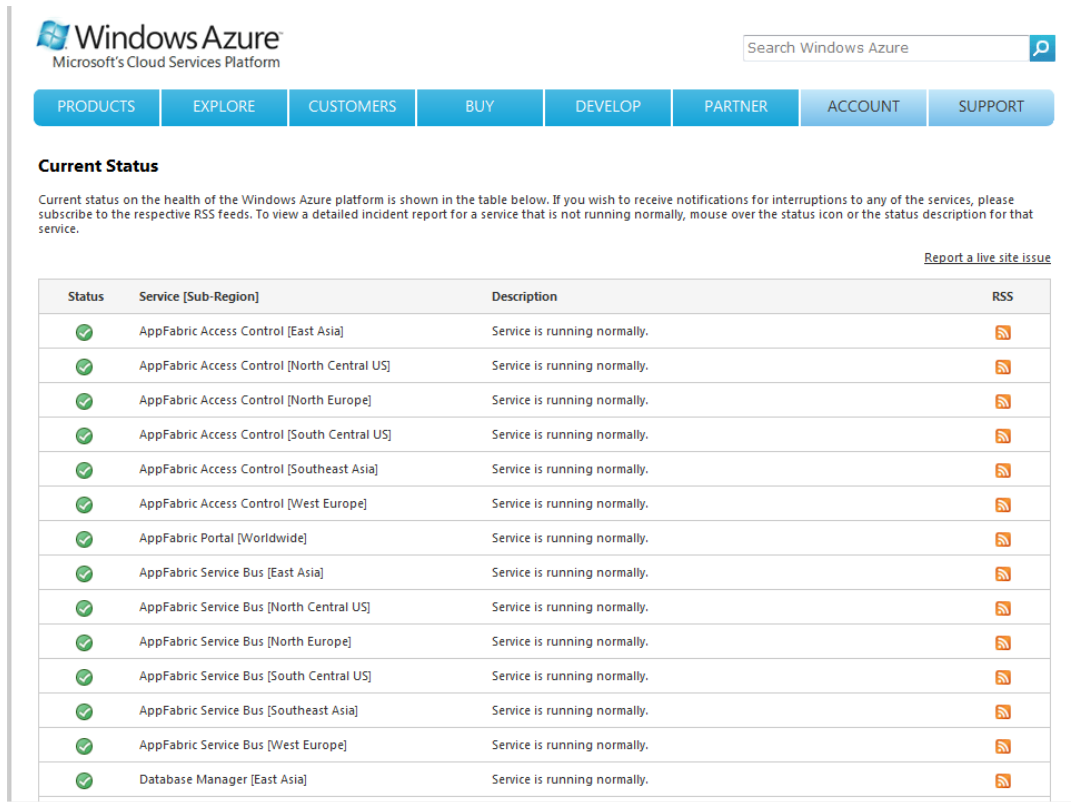 Windows Azure™
Microsoft's Cloud Services Platform
Search Windows Azure
PRODUCTS EXPLORE CUSTOMERS BUY DEVELOP PARTNER ACCOUNT SUPPORT
Current Status
Current status on the health of the Windows Azure platform is shown in the table below. If you wish to receive notifications for interruptions to any of the services, please
subscribe to the respective RSS feeds. To view a detailed incident report for a service that is not running normally, mouse over the status icon or the status description for that
service.
Report a live site issue
Status Service [Sub-Region] Description RSS
AppFabric Access Control [East Asia] Service is running normally.
AppFabric Access Control [North Central US] Service is running normally.
AppFabric Access Control [North Europe] Service is running normally.
AppFabric Access Control [South Central US] Service is running normally.
AppFabric Access Control [Southeast Asia] Service is running normally.
AppFabric Access Control [West Europe] Service is running normally.
AppFabric Portal [Worldwide] Service is running normally.
AppFabric Service Bus [East Asia] Service is running normally.
AppFabric Service Bus [North Central US] Service is running normally.
AppFabric Service Bus [North Europe] Service is running normally.
AppFabric Service Bus [South Central US] Service is running normally.
AppFabric Service Bus [Southeast Asia] Service is running normally.
AppFabric Service Bus [West Europe] Service is running normally.
Database Manager [East Asia] Service is running normally.